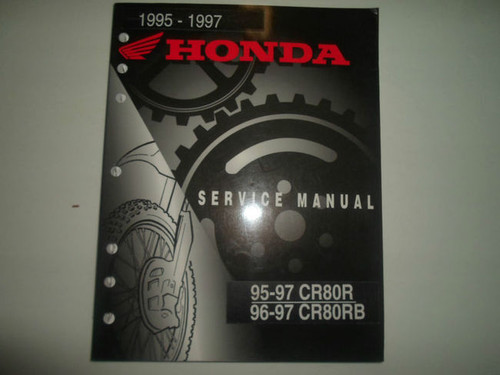 1995 - 1997
HONDA
SERVICE MANUAL
95-97 CR80R
96-97 CR80RB